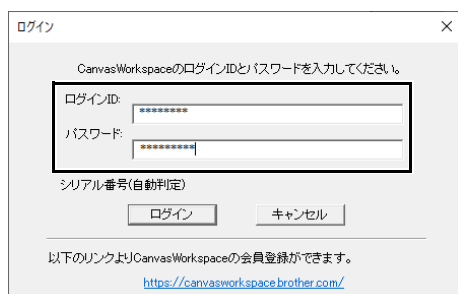 ログイン
CanvasWorkspaceのログインIDとパスワードを入力してください。
ログインID:
********
パスワード:
*********
シリアル番号(自動判定)
ログイン
キャンセル
以下のリンクよりCanvasWorkspaceの会員登録ができます。
https://canvasworkspace.brother.com/